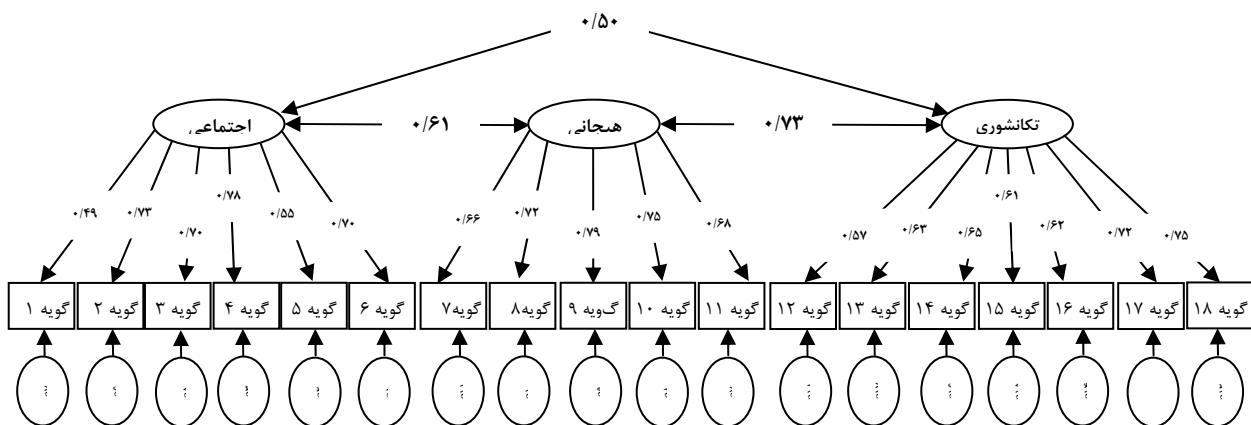 ۰/۵۰
اجتماعی ۰/۶۱ هیجانی ۰/۷۳ تکانشوری
۰/۴۹ ۰/۷۳ ۰/۷۰ ۰/۷۸ ۰/۵۵ ۰/۷۰ ۰/۶۶ ۰/۷۲ ۰/۷۹ ۰/۷۵ ۰/۶۸ ۰/۵۷ ۰/۶۳ ۰/۶۵ ۰/۶۱ ۰/۶۲ ۰/۷۲ ۰/۷۵
گویه ۱ گویه ۲ گویه ۳ گویه ۴ گویه ۵ گویه ۶ گویه۷ گویه۸ گویه ۹ گویه ۱۰ گویه ۱۱ گویه ۱۲ گویه ۱۳ گویه ۱۴ گویه ۱۵ گویه ۱۶ گویه ۱۷ گویه ۱۸